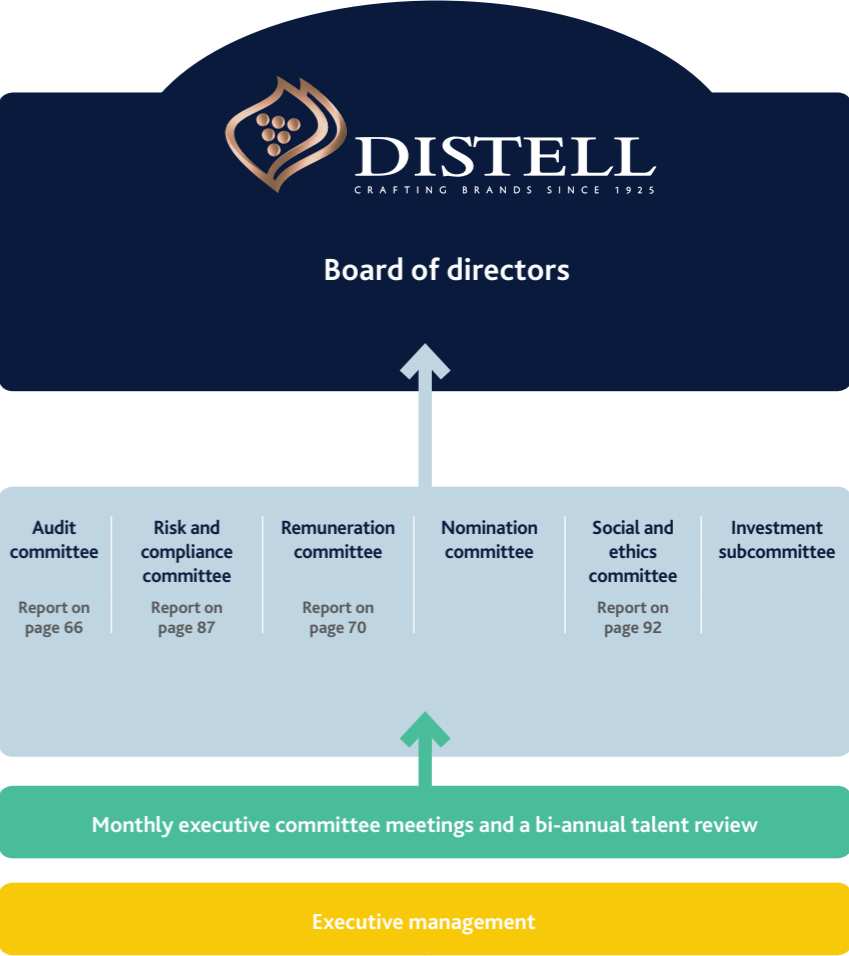 DISTELL
CRAFTING BRANDS SINCE 1925
Board of directors
Audit
committee
Report on
page 66
Risk and
compliance
committee
Report on
page 87
Remuneration
committee
Report on
page 70
Nomination
committee
Social and
ethics
committee
Report on
page 92
Investment
subcommittee
Monthly executive committee meetings and a bi-annual talent review
Executive management